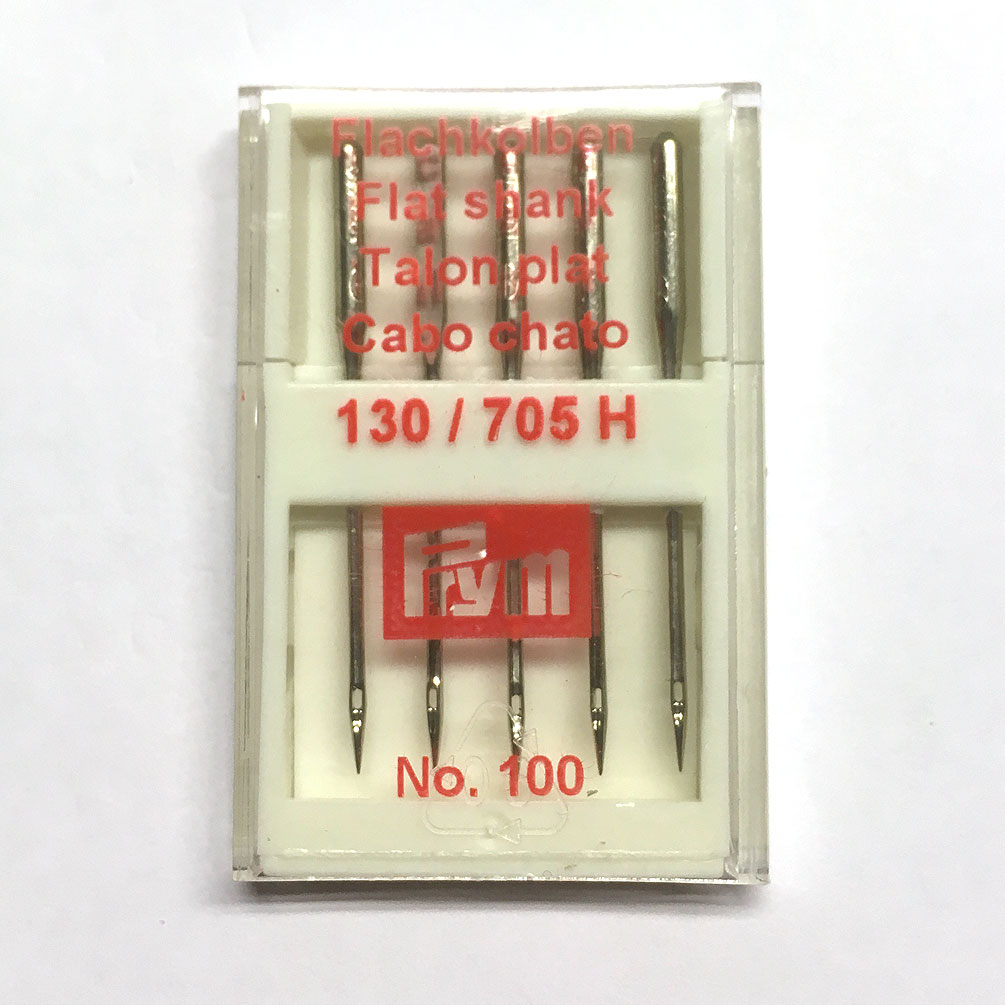 Flachkolben
Flat shank
Talon plat
Cabo chato
130 / 705 H
Prym
No. 100